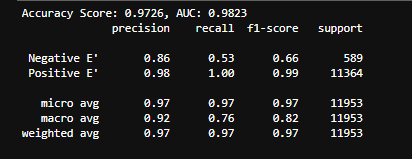 Accuracy Score: 0.9726, AUC: 0.9823
precision recall f1-score support
Negative E' 0.86 0.53 0.66 589
Positive E' 0.98 1.00 0.99 11364
micro avg 0.97 0.97 0.97 11953
macro avg 0.92 0.76 0.82 11953
weighted avg 0.97 0.97 0.97 11953